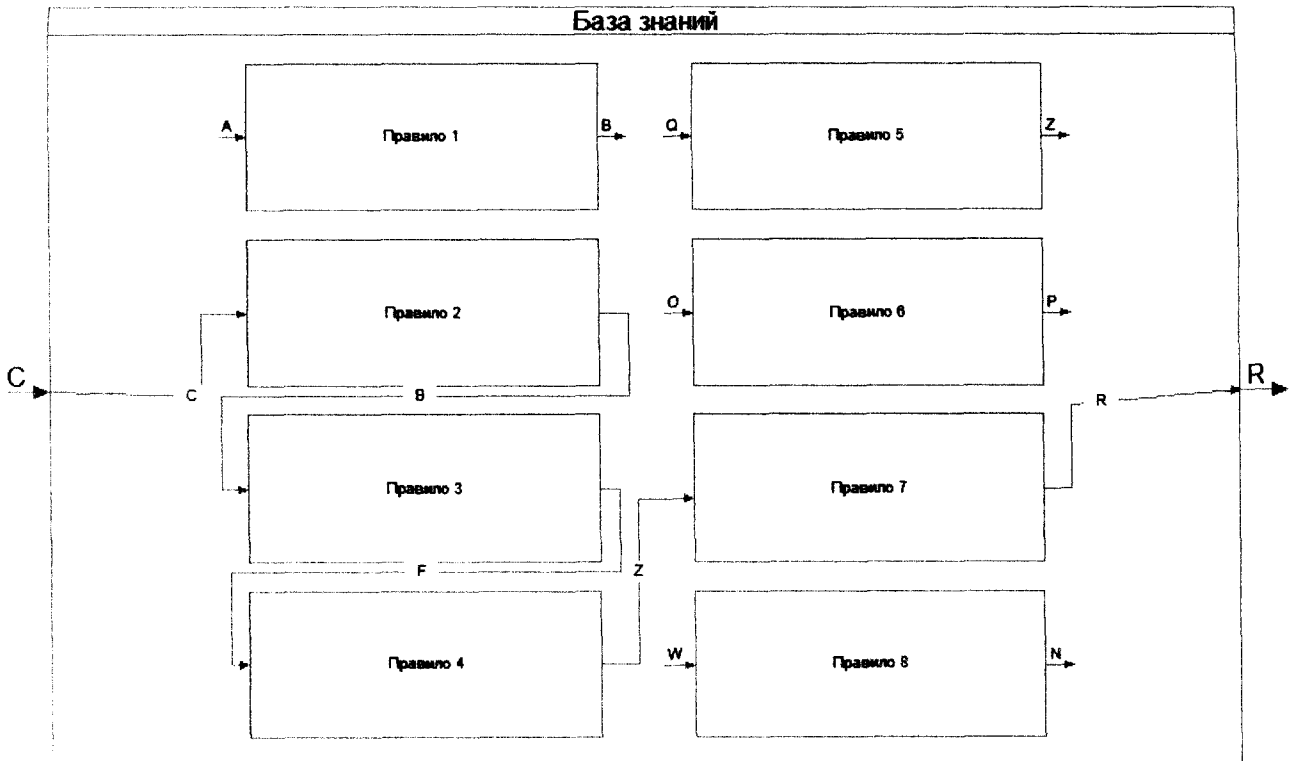 База знаний
A
Правило 1
B
Q
Правило 5
Z
Правило 2
O
Правило 6
P
C
C
B
R
R
Правило 3
Правило 7
F
Z
Правило 4
W
Правило 8
N